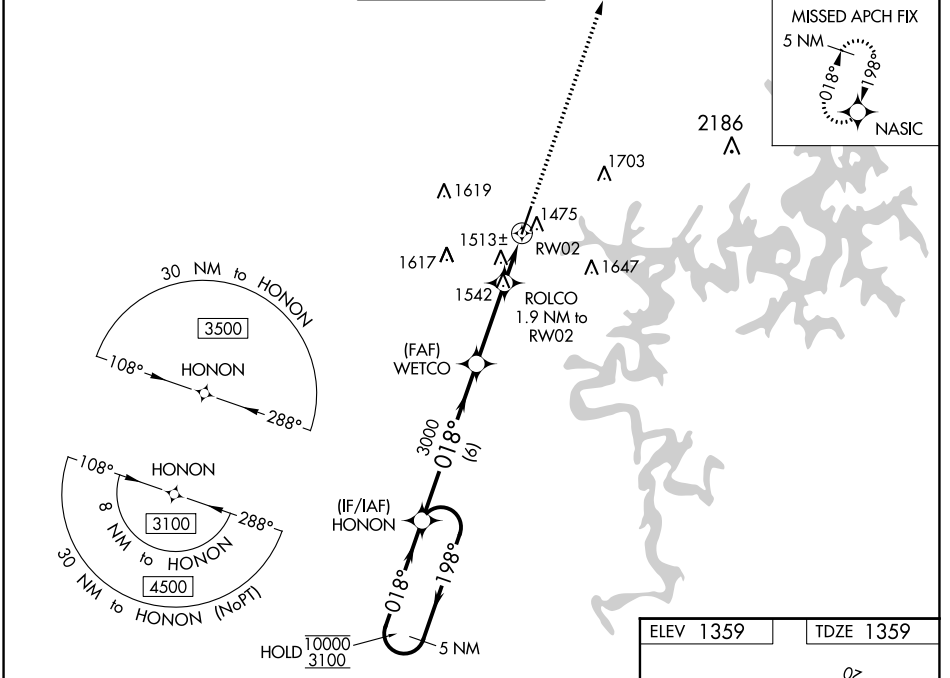 MISSED APCH FIX
5 NM
018°
198°
NASIC
2186
1703
1619
1475
RW02
1513±
1617
1647
1542
ROLCO
1.9 NM to
RW02
(FAF)
WETCO
3000
018°
(6)
30 NM to HONON
3500
108°
HONON
288°
108°
HONON
288°
3100
8 NM to HONON
4500
30 NM to HONON (NoPT)
(IF/IAF)
HONON
018°
198°
HOLD 10000
3100
5 NM
ELEV 1359
TDZE 1359